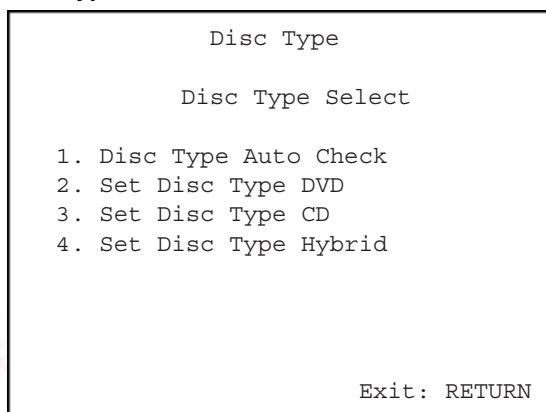 Disc Type
Disc Type Select
1. Disc Type Auto Check
2. Set Disc Type DVD
3. Set Disc Type CD
4. Set Disc Type Hybrid
Exit: RETURN